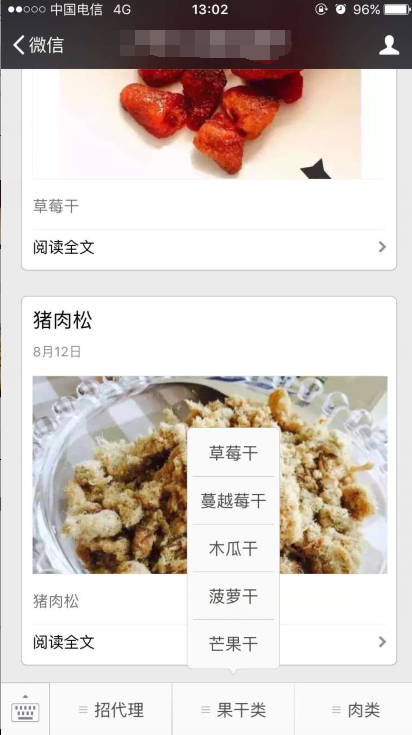 中国电信 4G 13:02 96%
微信
草莓干
阅读全文
猪肉松
8月12日
猪肉松
阅读全文
草莓干
蔓越莓干
木瓜干
菠萝干
芒果干
招代理 果干类 肉类